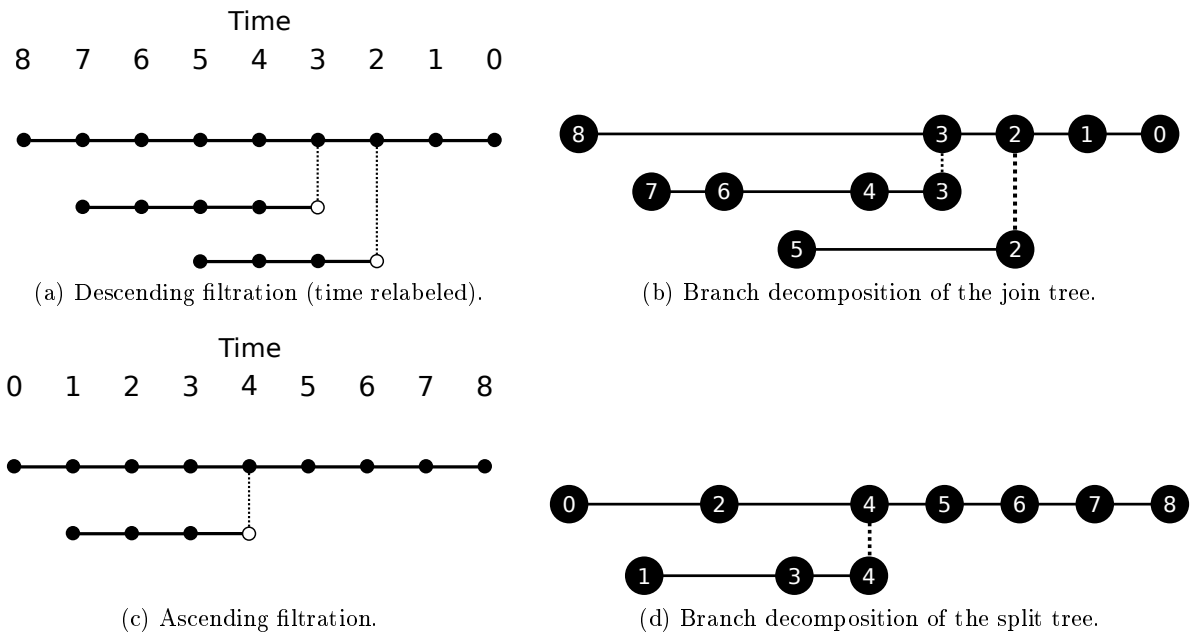 Time
8 7 6 5 4 3 2 1 0
8 3 2 1 0
7 6 4 3
5 2
(a) Descending filtration (time relabeled).
(b) Branch decomposition of the join tree.
Time
0 1 2 3 4 5 6 7 8
0 2 4 5 6 7 8
1 3 4
(c) Ascending filtration.
(d) Branch decomposition of the split tree.